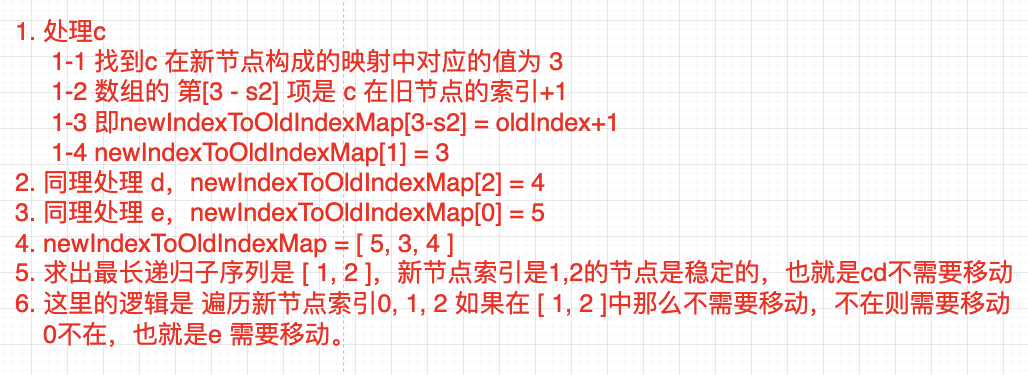 1. 处理c
1-1 找到c 在新节点构成的映射中对应的值为 3
1-2 数组的 第[3 - s2] 项是 c 在旧节点的索引+1
1-3 即newIndexToOldIndexMap[3-s2] = oldIndex+1
1-4 newIndexToOldIndexMap[1] = 3
2. 同理处理 d，newIndexToOldIndexMap[2] = 4
3. 同理处理 e，newIndexToOldIndexMap[0] = 5
4. newIndexToOldIndexMap = [ 5, 3, 4 ]
5. 求出最长递归子序列是 [ 1, 2 ]，新节点索引是1,2的节点是稳定的，也就是cd不需要移动
6. 这里的逻辑是 遍历新节点索引0, 1, 2 如果在 [ 1, 2 ]中那么不需要移动，不在则需要移动
0不在，也就是e 需要移动。